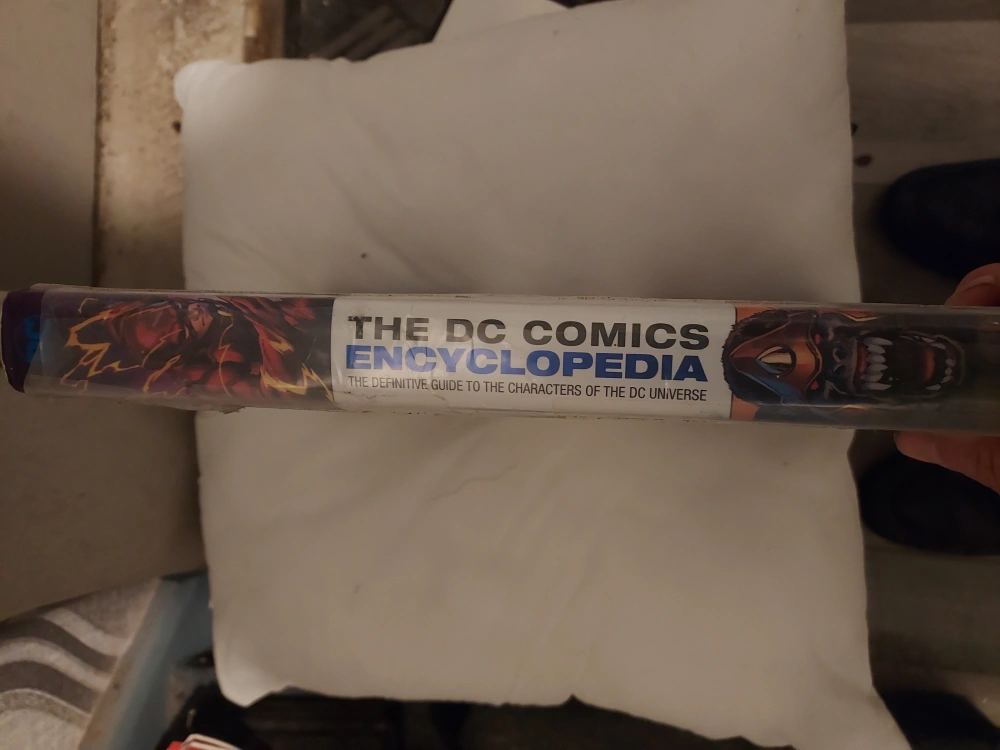 THE DC COMICS
ENCYCLOPEDIA
THE DEFINITIVE GUIDE TO THE CHARACTERS OF THE DC UNIVERSE